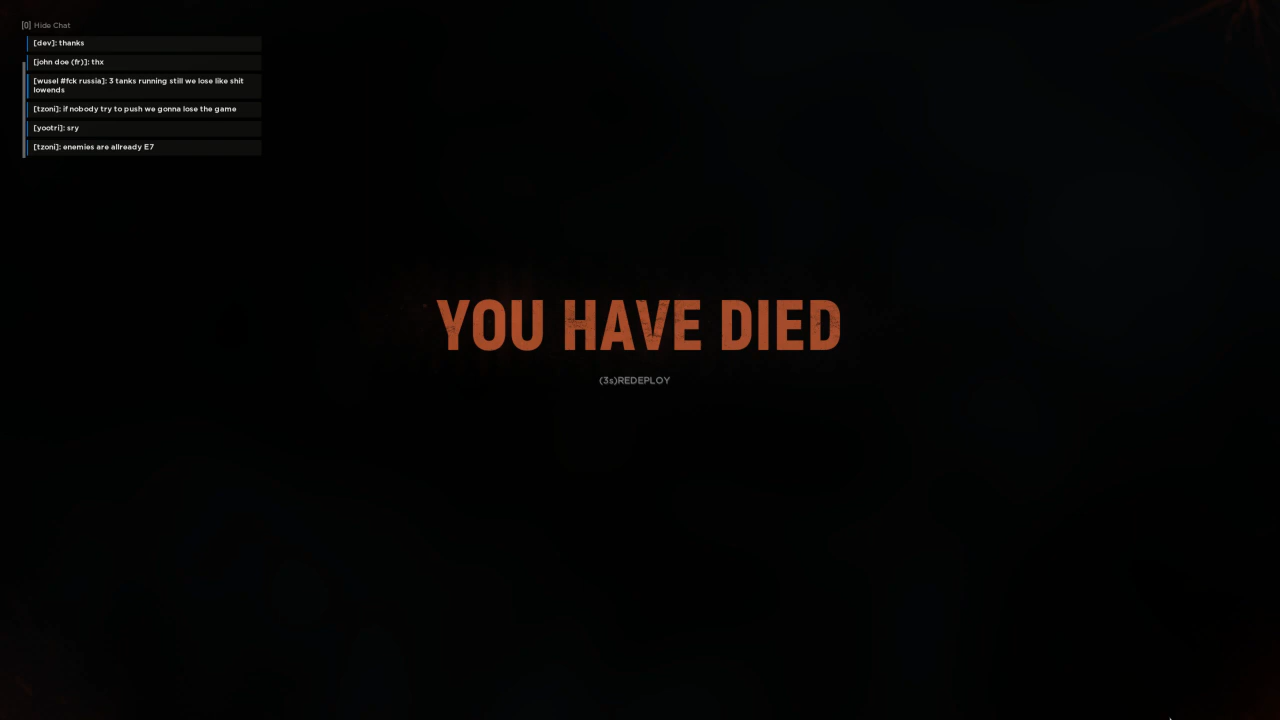 [0] Hide Chat
[dev]: thanks
[john doe (fr)]: thx
[wusel #fck russia]: 3 tanks running still we lose like shit
lowends
[tzoni]: if nobody try to push we gonna lose the game
[yootri]: sry
[tzoni]: enemies are allready E7
YOU HAVE DIED
(3s)REDEPLOY